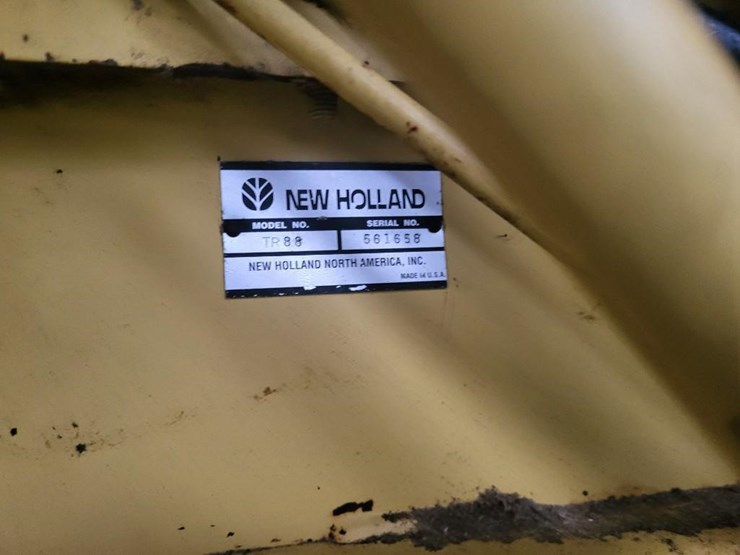 NEW HOLLAND
MODEL NO. SERIAL NO.
TR88 561658
NEW HOLLAND NORTH AMERICA, INC.
MADE IN U.S.A.